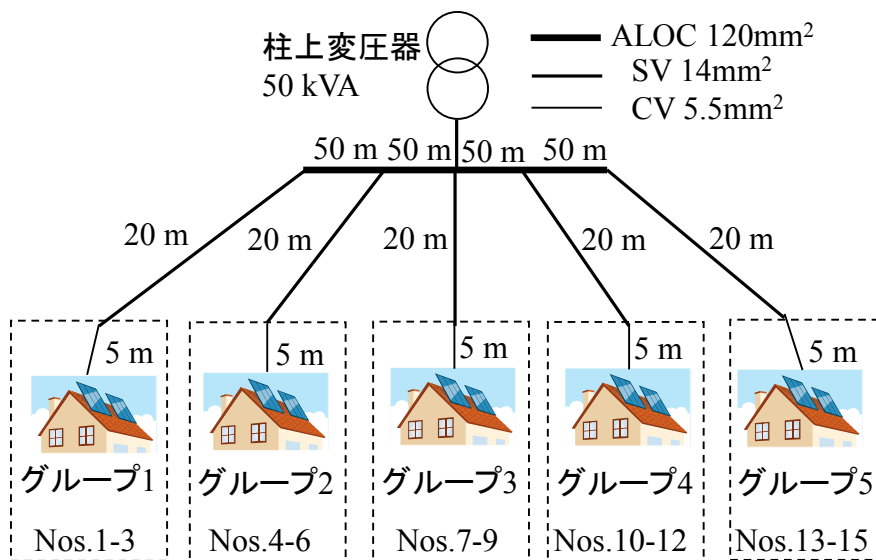 柱上変圧器
50 kVA
ALOC 120mm²
SV 14mm²
CV 5.5mm²
50 m 50 m 50 m 50 m
20 m 20 m 20 m 20 m 20 m
5 m 5 m 5 m 5 m 5 m
グループ1 グループ2 グループ3 グループ4 グループ5
Nos.1-3 Nos.4-6 Nos.7-9 Nos.10-12 Nos.13-15